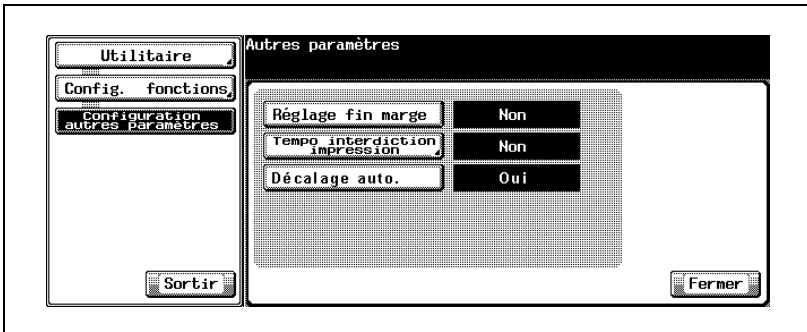 Utilitaire
Config. fonctions
Configuration
autres paramètres
Sortir
Autres paramètres
Réglage fin marge Non
Tempo interdiction
impression Non
Décalage auto. Oui
Fermer